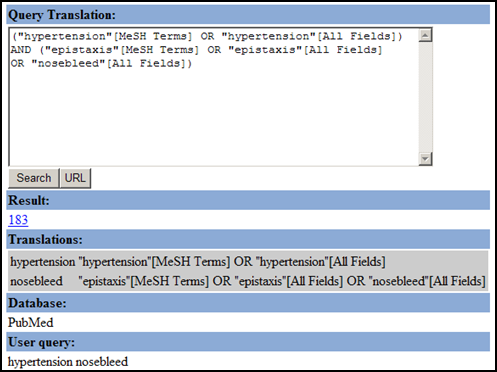 Query Translation:
("hypertension"[MeSH Terms] OR "hypertension"[All Fields])
AND ("epistaxis"[MeSH Terms] OR "epistaxis"[All Fields]
OR "nosebleed"[All Fields])
Search URL
Result:
183
Translations:
hypertension "hypertension"[MeSH Terms] OR "hypertension"[All Fields]
nosebleed "epistaxis"[MeSH Terms] OR "epistaxis"[All Fields] OR "nosebleed"[All Fields]
Database:
PubMed
User query:
hypertension nosebleed